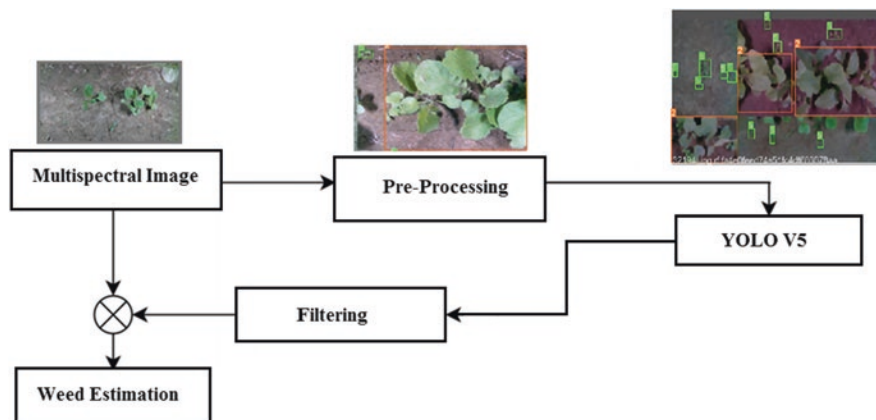 Multispectral Image
Pre-Processing
YOLO V5
Filtering
Weed Estimation